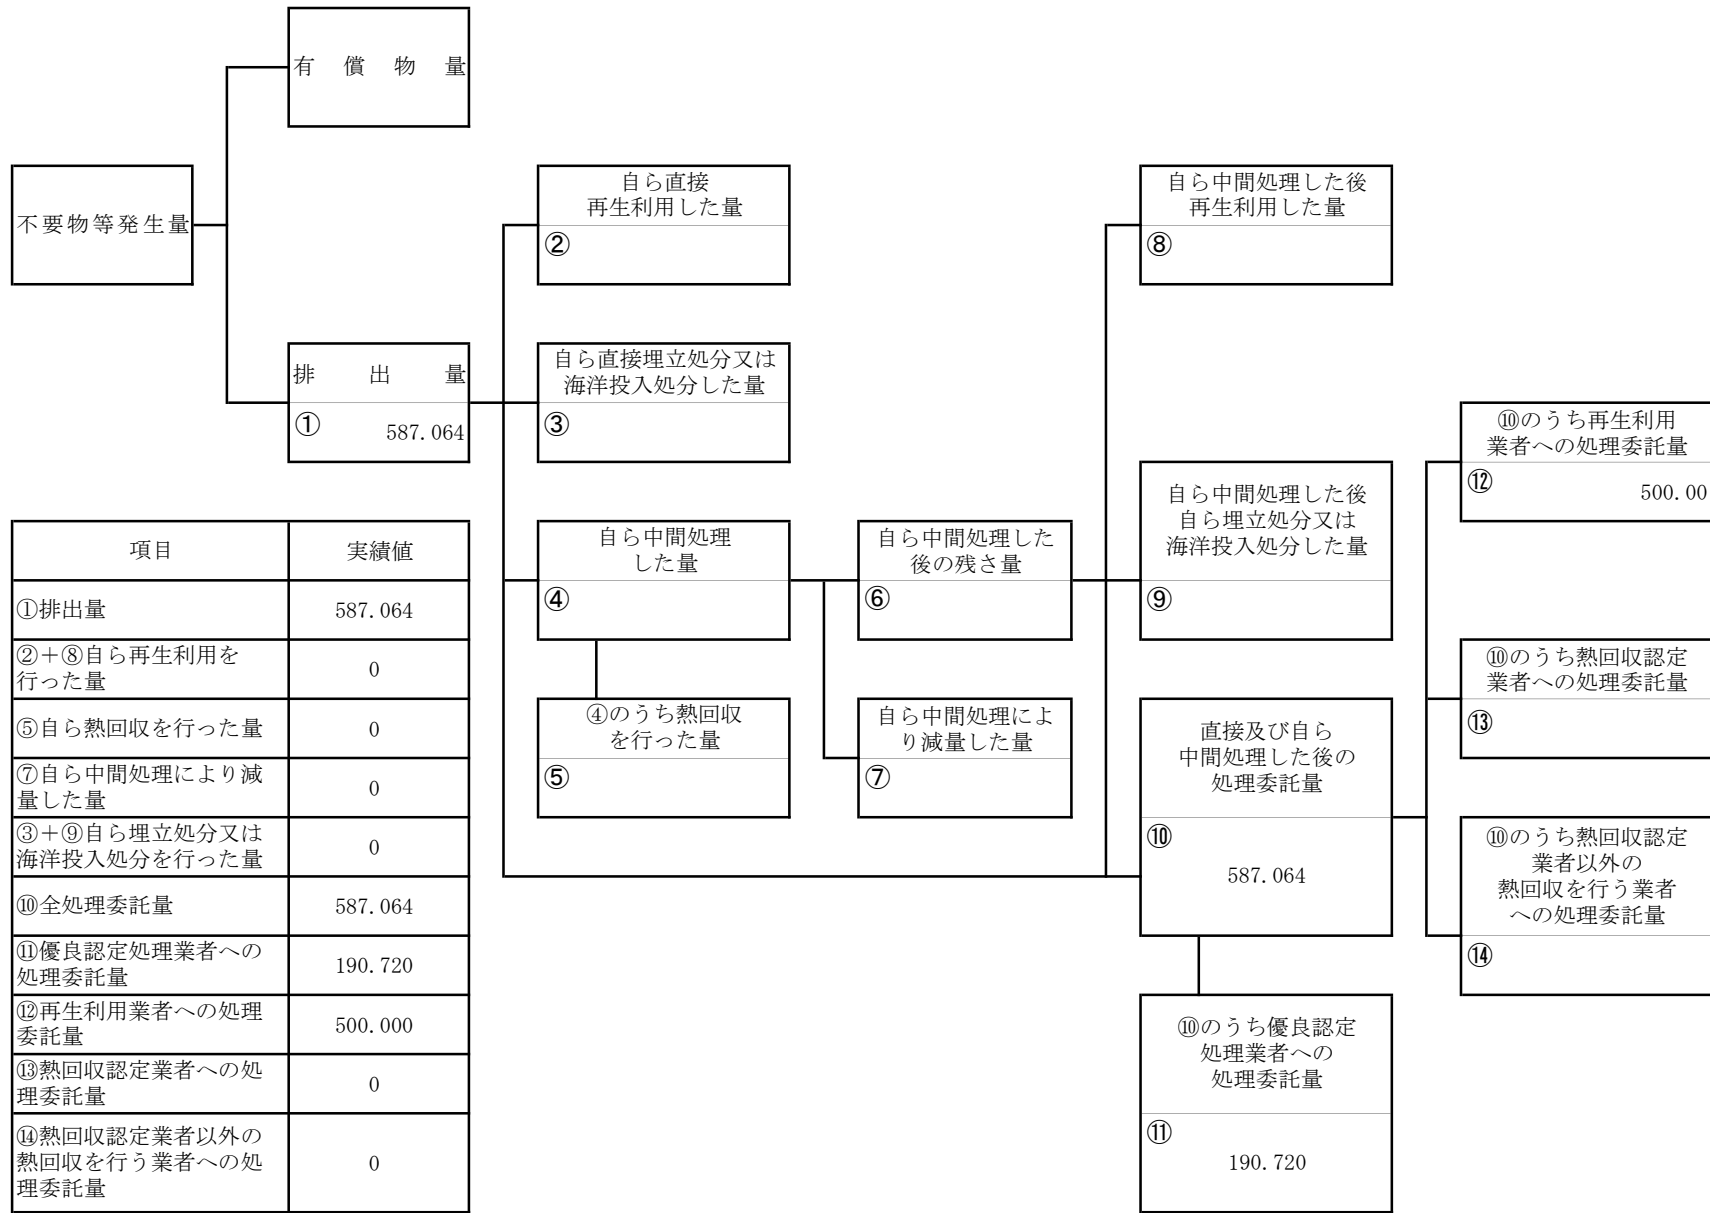 有償物量
不要物等発生量
排出量
① 587.064
自ら直接
再生利用した量
②
自ら直接埋立処分又は
海洋投入処分した量
③
自ら中間処理
した量
④
④のうち熱回収
を行った量
⑤
自ら中間処理した
後の残さ量
⑥
自ら中間処理によ
り減量した量
⑦
自ら中間処理した後
再生利用した量
⑧
自ら中間処理した後
自ら埋立処分又は
海洋投入処分した量
⑨
直接及び自ら
中間処理した後の
処理委託量
⑩
587.064
⑩のうち優良認定
処理業者への
処理委託量
⑪
190.720
⑩のうち再生利用
業者への処理委託量
⑫ 500.00
⑩のうち熱回収認定
業者への処理委託量
⑬
⑩のうち熱回収認定
業者以外の
熱回収を行う業者
への処理委託量
⑭
項目 実績値
①排出量 587.064
②＋⑧自ら再生利用を
行った量 0
⑤自ら熱回収を行った量 0
⑦自ら中間処理により減
量した量 0
③＋⑨自ら埋立処分又は
海洋投入処分を行った量 0
⑩全処理委託量 587.064
⑪優良認定処理業者への
処理委託量 190.720
⑫再生利用業者への処理
委託量 500.000
⑬熱回収認定業者への処
理委託量 0
⑭熱回収認定業者以外の
熱回収を行う業者への処
理委託量 0